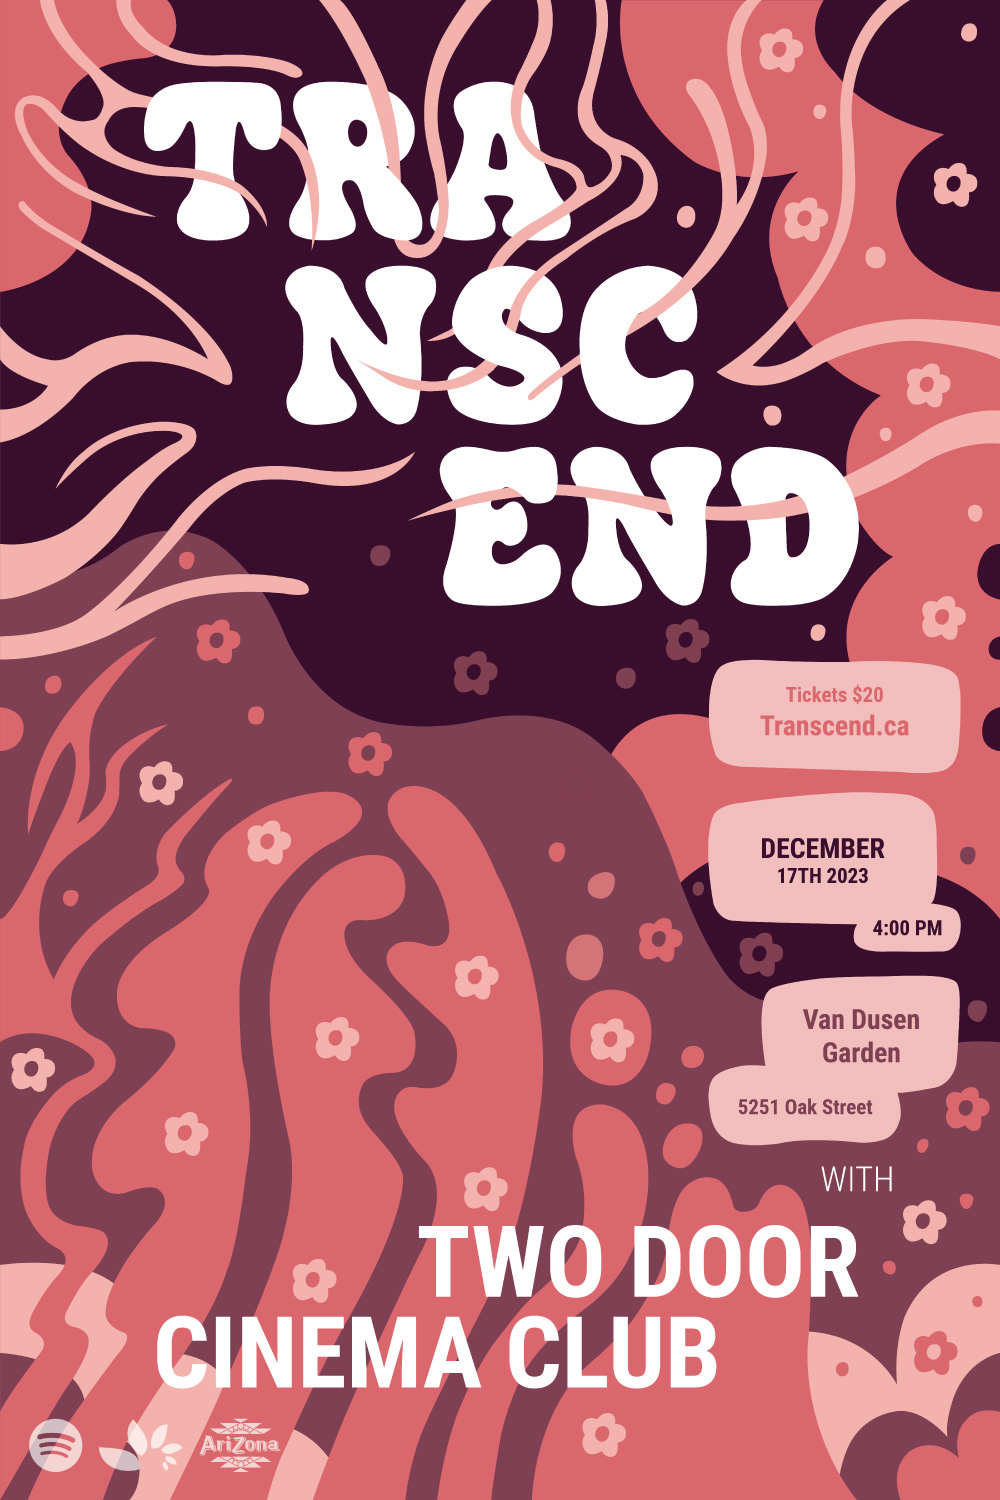 TRA
NSC
END
Tickets $20
Transcend.ca
DECEMBER
17TH 2023
4:00 PM
Van Dusen
Garden
5251 Oak Street
WITH
TWO DOOR
CINEMA CLUB
AriZona